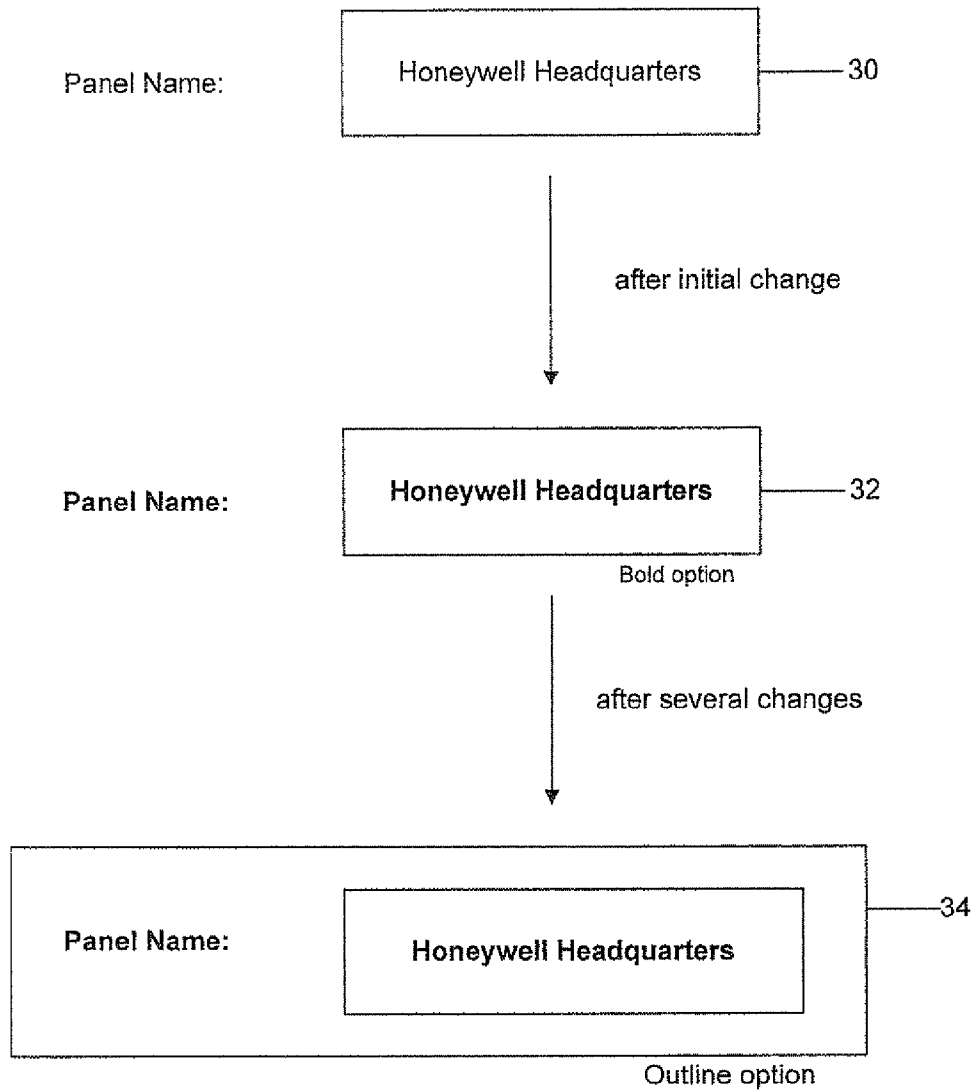 Panel Name:
Honeywell Headquarters
30
after initial change
Panel Name:
Honeywell Headquarters
32
Bold option
after several changes
34
Panel Name:
Honeywell Headquarters
Outline option